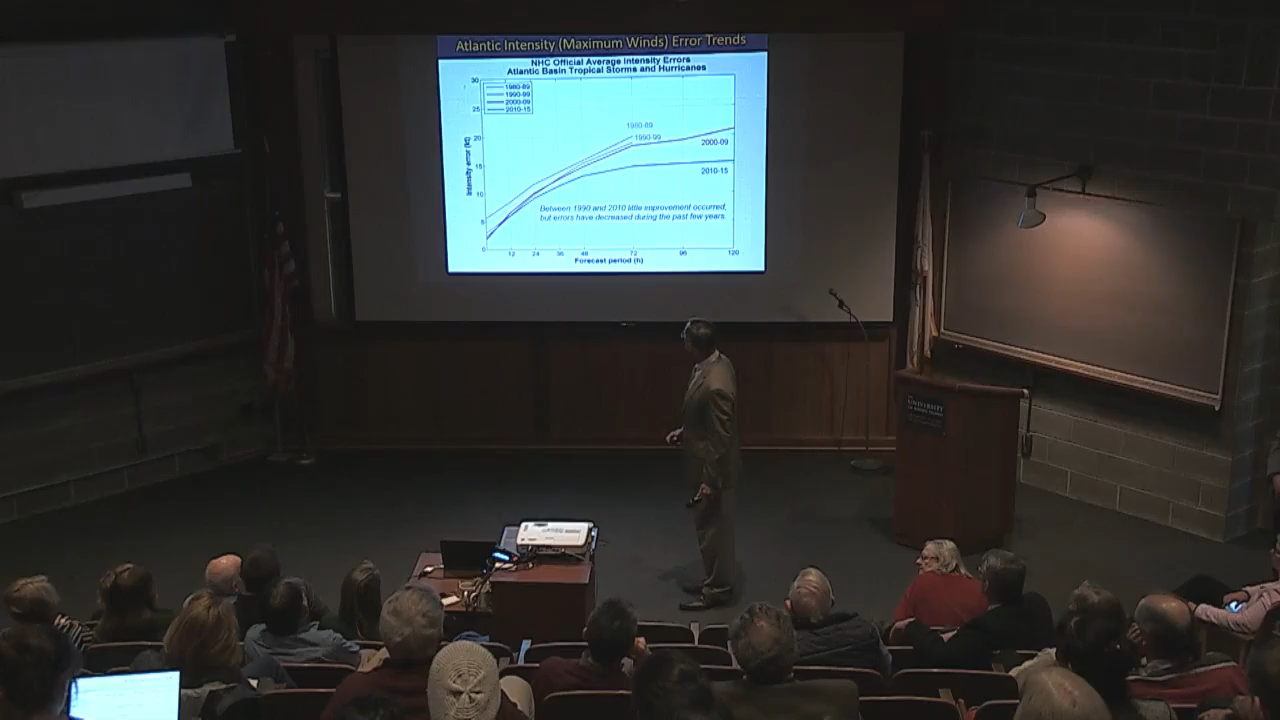 Atlantic Intensity (Maximum Winds) Error Trends
NHC Official Average Intensity Errors
Atlantic Basin Tropical Storms and Hurricanes
30
25
20
15
10
5
0
Intensity error (kt)
1980-89
1990-99
2000-09
2010-15
1980-89
1990-99
2000-09
2010-15
Between 1990 and 2010 little improvement occurred,
but errors have decreased during the past few years.
12 24 36 48 72 96 120
Forecast period (h)
UNIVERSITY